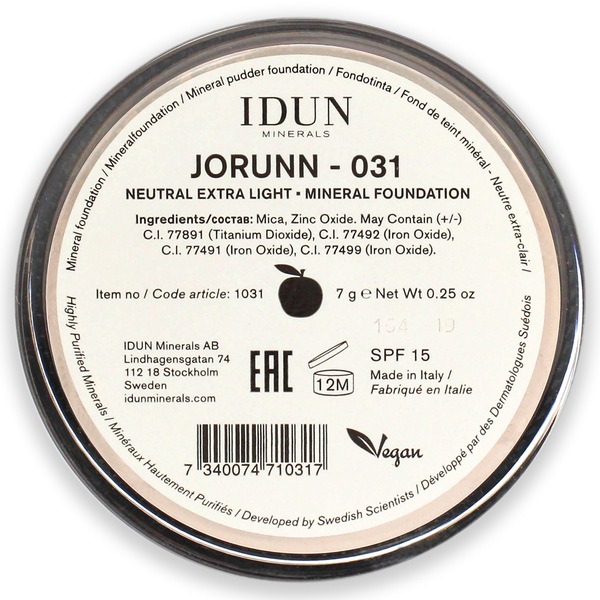 Mineral foundation / Mineralfoundation / Mineral pudder foundation / Fondotinta / Fond de teint minéral - Neutre extra-clair /
IDUN
MINERALS
JORUNN - 031
NEUTRAL EXTRA LIGHT ▪ MINERAL FOUNDATION
Ingredients/состав: Mica, Zinc Oxide. May Contain (+/-)
C.I. 77891 (Titanium Dioxide), C.I. 77492 (Iron Oxide),
C.I. 77491 (Iron Oxide), C.I. 77499 (Iron Oxide).
Item no / Code article: 1031
7 g ℮ Net Wt 0.25 oz
164 19
IDUN Minerals AB
Lindhagensgatan 74
112 18 Stockholm
Sweden
idunminerals.com
EAC
12M
SPF 15
Made in Italy /
Fabriqué en Italie
Vegan
7 340074 710317
Highly Purified Minerals / Minéraux Hautement Purifiés / Developed by Swedish Scientists / Développé par des Dermatologues Suédois